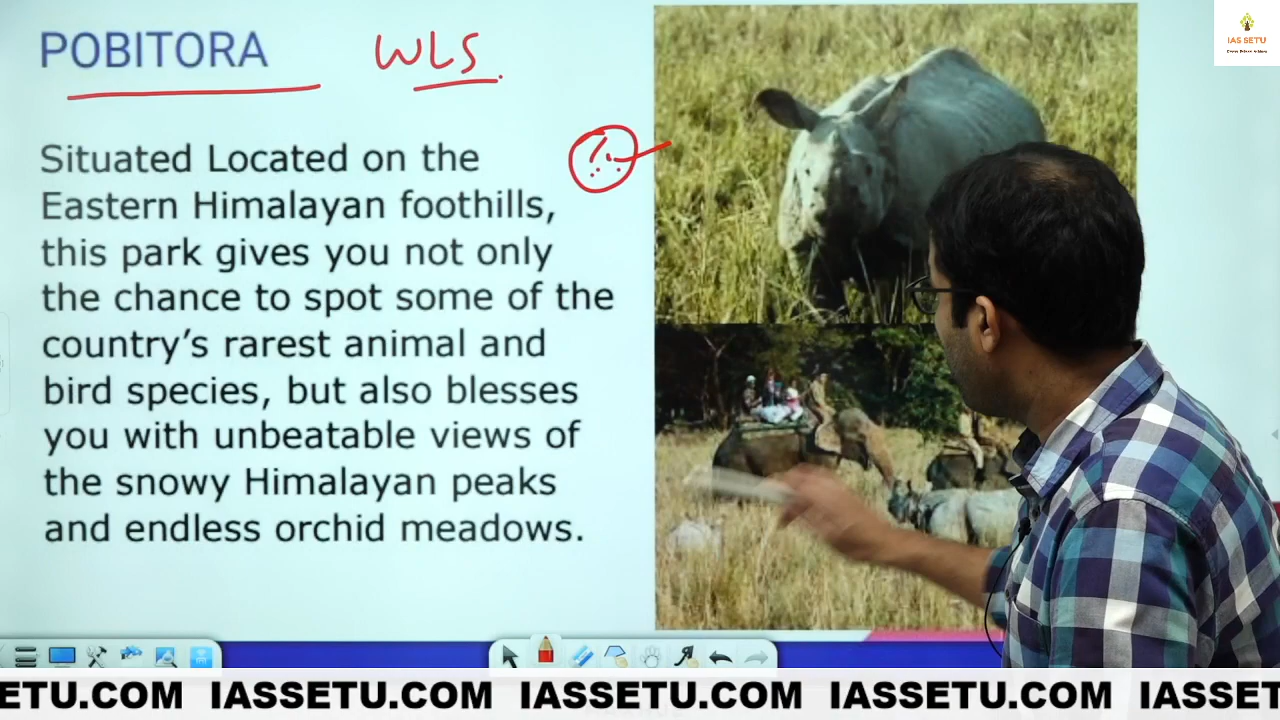 POBITORA WLS
IAS SETU
Situated Located on the
Eastern Himalayan foothills,
this park gives you not only
the chance to spot some of the
country's rarest animal and
bird species, but also blesses
you with unbeatable views of
the snowy Himalayan peaks
and endless orchid meadows.
ETU.COM IASSETU.COM IASSETU.COM IASSETU.COM IASSET